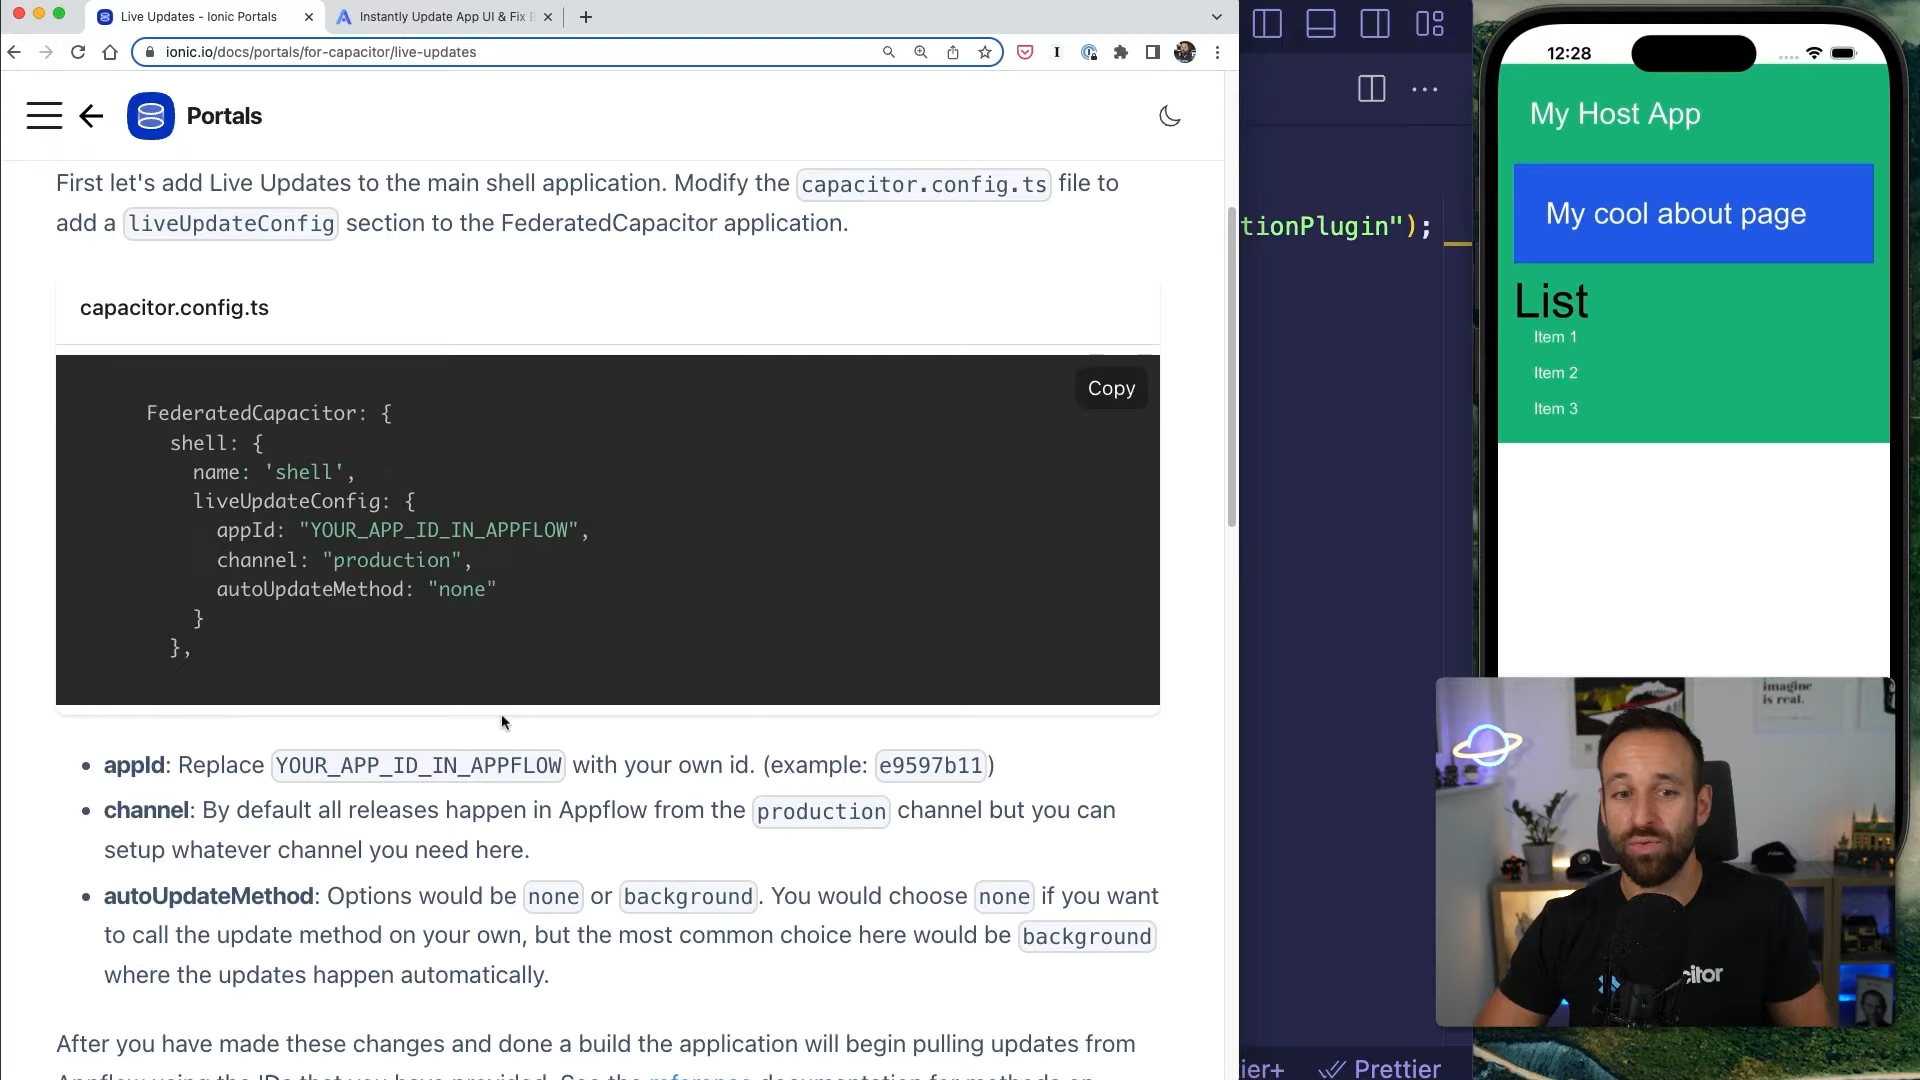 Live Updates - Ionic Portals
Instantly Update App UI & Fix
ionic.io/docs/portals/for-capacitor/live-updates
Portals
First let's add Live Updates to the main shell application. Modify the capacitor.config.ts file to
add a liveUpdateConfig section to the FederatedCapacitor application.
capacitor.config.ts
Copy
FederatedCapacitor: {
shell: {
name: 'shell',
liveUpdateConfig: {
appId: "YOUR_APP_ID_IN_APPFLOW",
channel: "production",
autoUpdateMethod: "none"
}
},
• appId: Replace YOUR_APP_ID_IN_APPFLOW with your own id. (example: e9597b11)
• channel: By default all releases happen in Appflow from the production channel but you can
setup whatever channel you need here.
• autoUpdateMethod: Options would be none or background. You would choose none if you want
to call the update method on your own, but the most common choice here would be background
where the updates happen automatically.
After you have made these changes and done a build the application will begin pulling updates from
tionPlugin");
ier+
Prettier
12:28
My Host App
My cool about page
List
Item 1
Item 2
Item 3
imagine
is real.
citor